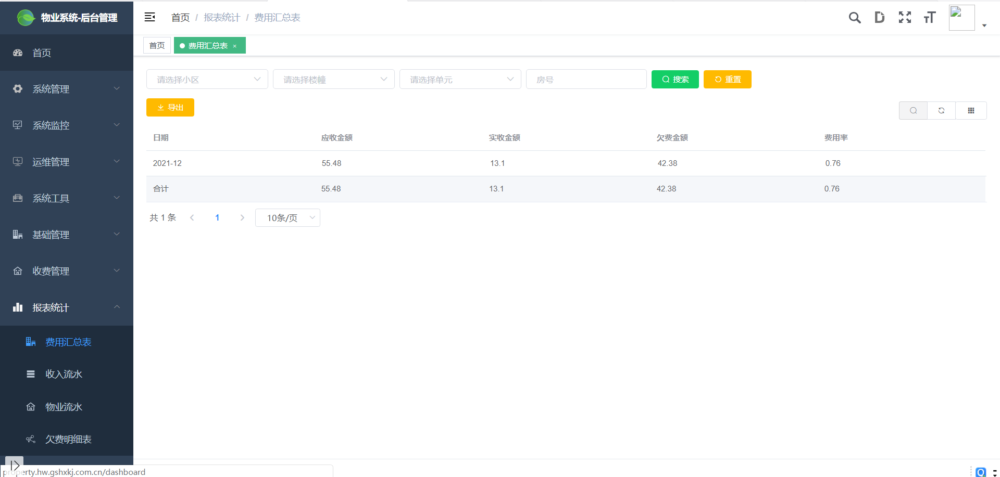 物业系统-后台管理
首页
系统管理
系统监控
运维管理
系统工具
基础管理
收费管理
报表统计
费用汇总表
收入流水
物业流水
欠费明细表
首页 / 报表统计 / 费用汇总表
首页
费用汇总表 ×
请选择小区 请选择楼幢 请选择单元 房号 搜索 重置
导出
日期 应收金额 实收金额 欠费金额 费用率
2021-12 55.48 13.1 42.38 0.76
合计 55.48 13.1 42.38 0.76
共 1 条 1 10条/页
property.hw.gshxkj.com.cn/dashboard